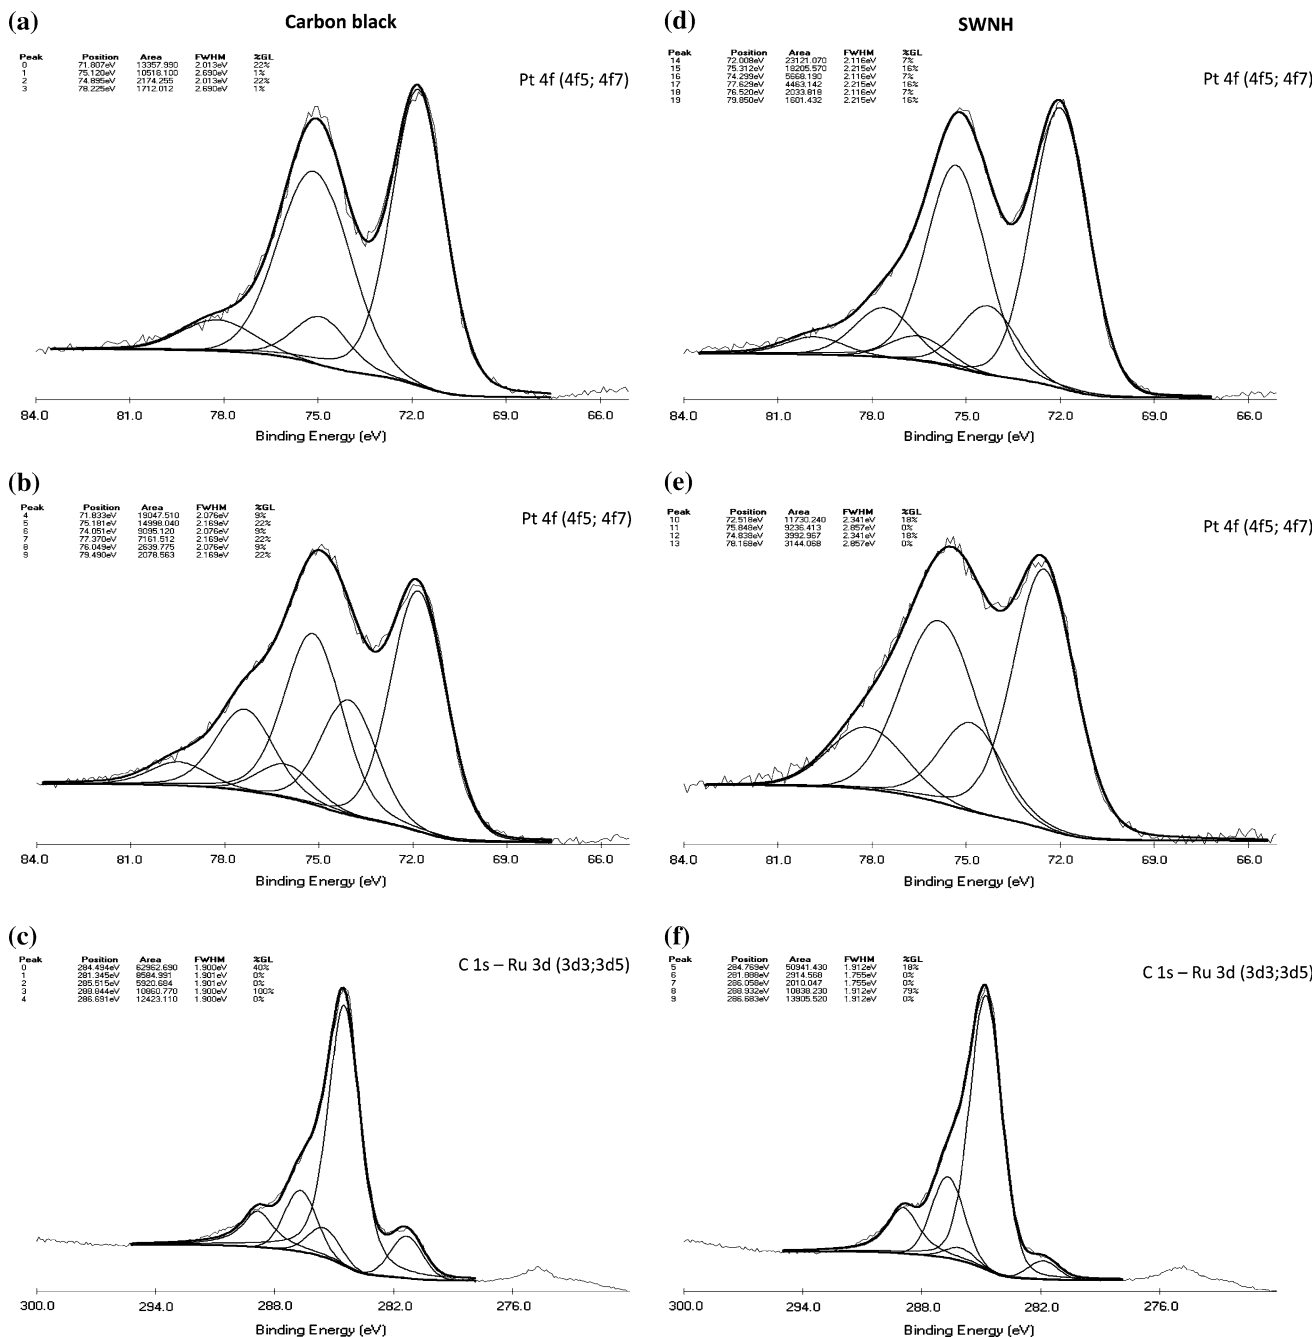 (a)
Carbon black
Peak Position Area FWHM %GL
0 71.807eV 13357.990 2.013eV 22%
1 75.120eV 10518.100 2.690eV 1%
2 74.895eV 2174.255 2.013eV 22%
3 78.225eV 1712.012 2.690eV 1%
Pt 4f (4f5; 4f7)
84.0 81.0 78.0 75.0 72.0 69.0 66.0
Binding Energy (eV)
(d)
SWNH
Peak Position Area FWHM %GL
14 72.008eV 23121.070 2.116eV 7%
15 75.312eV 18205.570 2.215eV 16%
16 74.299eV 5668.190 2.116eV 7%
17 77.629eV 4463.142 2.215eV 16%
18 76.520eV 2033.818 2.116eV 7%
19 79.850eV 1601.432 2.215eV 16%
Pt 4f (4f5; 4f7)
84.0 81.0 78.0 75.0 72.0 69.0 66.0
Binding Energy (eV)
(b)
Peak Position Area FWHM %GL
4 71.833eV 19047.510 2.076eV 9%
5 75.181eV 14998.040 2.169eV 22%
6 74.051eV 9095.120 2.076eV 9%
7 77.370eV 7161.512 2.169eV 22%
8 76.049eV 2639.775 2.076eV 9%
9 79.490eV 2078.563 2.169eV 22%
Pt 4f (4f5; 4f7)
84.0 81.0 78.0 75.0 72.0 69.0 66.0
Binding Energy (eV)
(e)
Peak Position Area FWHM %GL
10 72.518eV 11730.240 2.341eV 18%
11 75.848eV 9236.413 2.857eV 0%
12 74.838eV 3992.967 2.341eV 18%
13 78.168eV 3144.068 2.857eV 0%
Pt 4f (4f5; 4f7)
84.0 81.0 78.0 75.0 72.0 69.0 66.0
Binding Energy (eV)
(c)
Peak Position Area FWHM %GL
0 284.494eV 62962.690 1.900eV 40%
1 281.345eV 8584.991 1.901eV 0%
2 285.515eV 5920.684 1.901eV 0%
3 288.844eV 10860.770 1.900eV 100%
4 286.691eV 12423.110 1.900eV 0%
C 1s – Ru 3d (3d3;3d5)
300.0 294.0 288.0 282.0 276.0
Binding Energy (eV)
(f)
Peak Position Area FWHM %GL
5 284.769eV 50941.430 1.912eV 18%
6 281.888eV 2914.568 1.755eV 0%
7 286.058eV 2010.047 1.755eV 0%
8 288.932eV 10838.230 1.912eV 79%
9 286.683eV 13905.520 1.912eV 0%
C 1s – Ru 3d (3d3;3d5)
300.0 294.0 288.0 282.0 276.0
Binding Energy (eV)